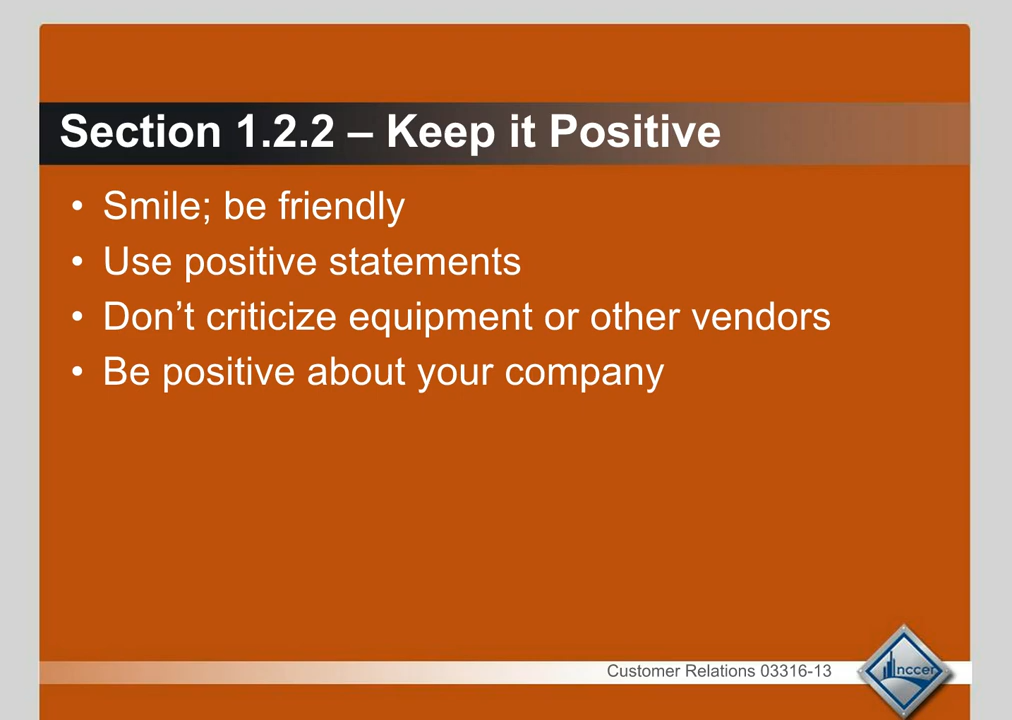 Section 1.2.2 – Keep it Positive
• Smile; be friendly
• Use positive statements
• Don’t criticize equipment or other vendors
• Be positive about your company
Customer Relations 03316-13
nccer